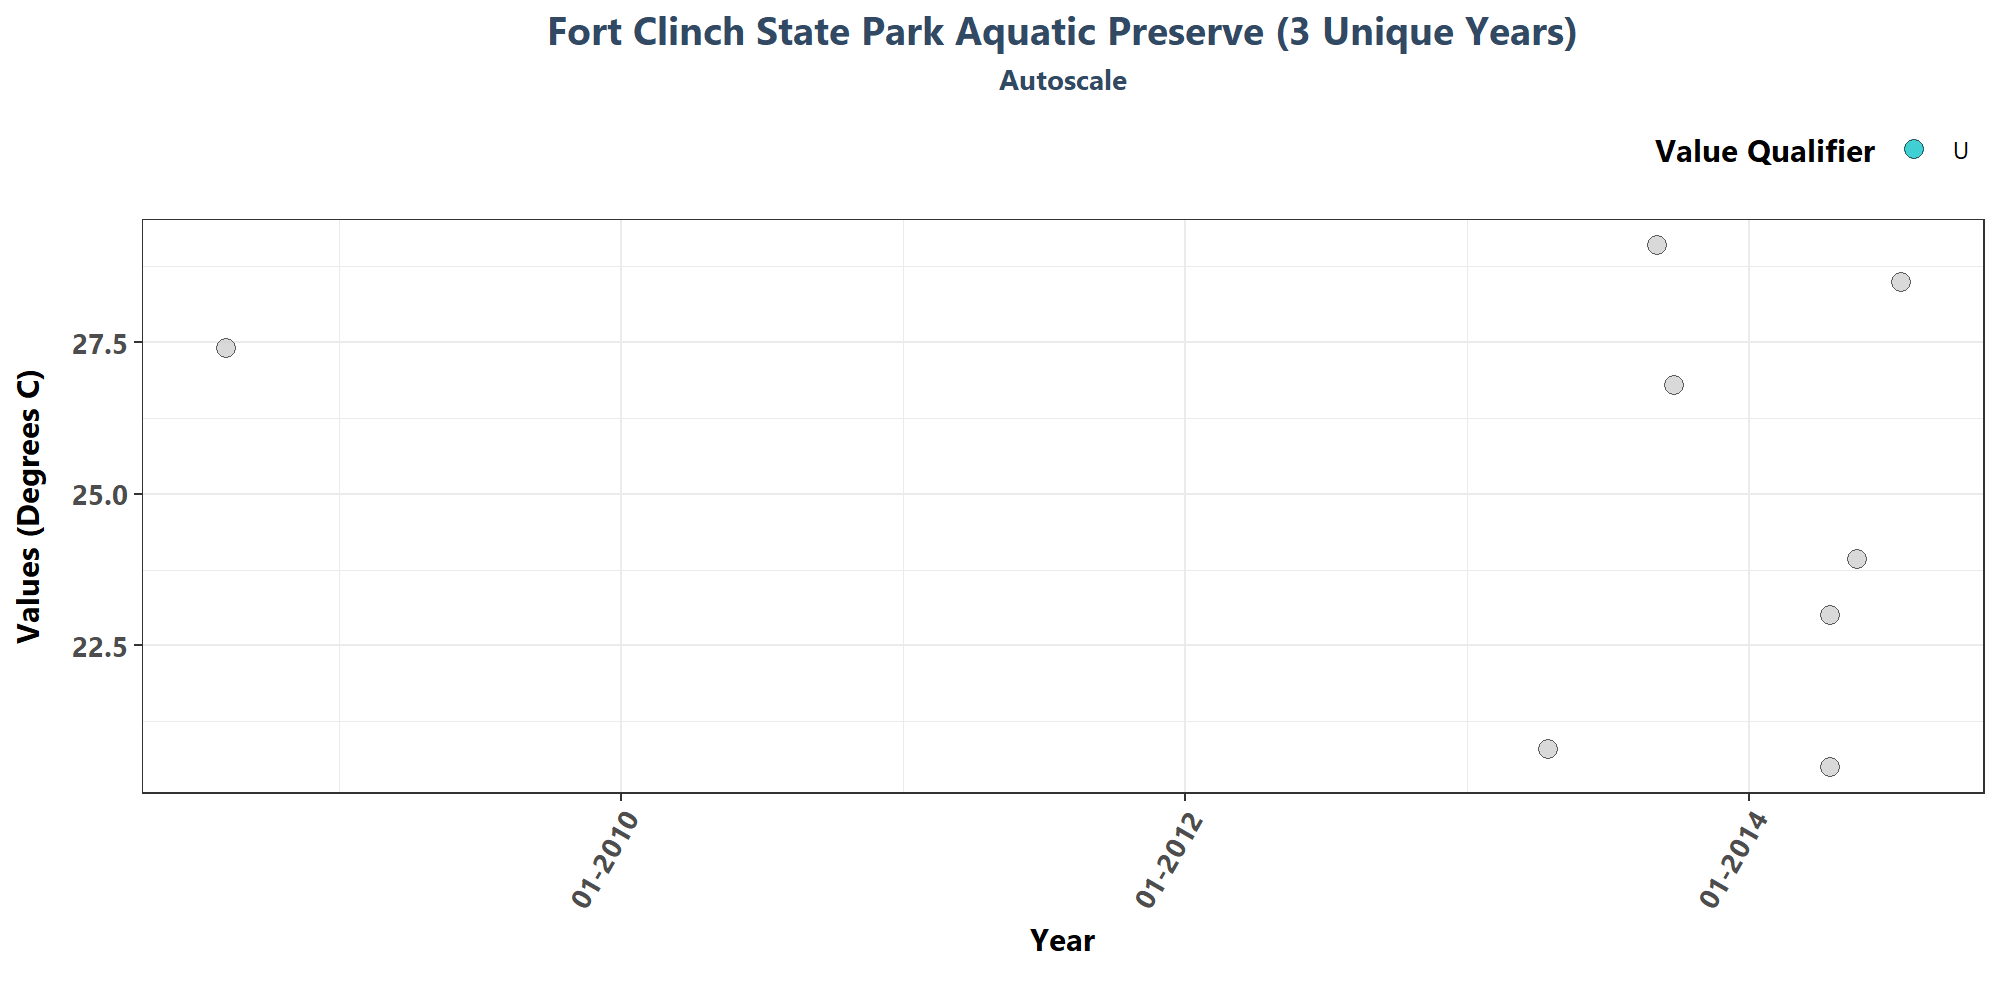 Fort Clinch State Park Aquatic Preserve (3 Unique Years)
Autoscale
Value Qualifier U
27.5
25.0
22.5
Values (Degrees C)
01-2010
01-2012
01-2014
Year